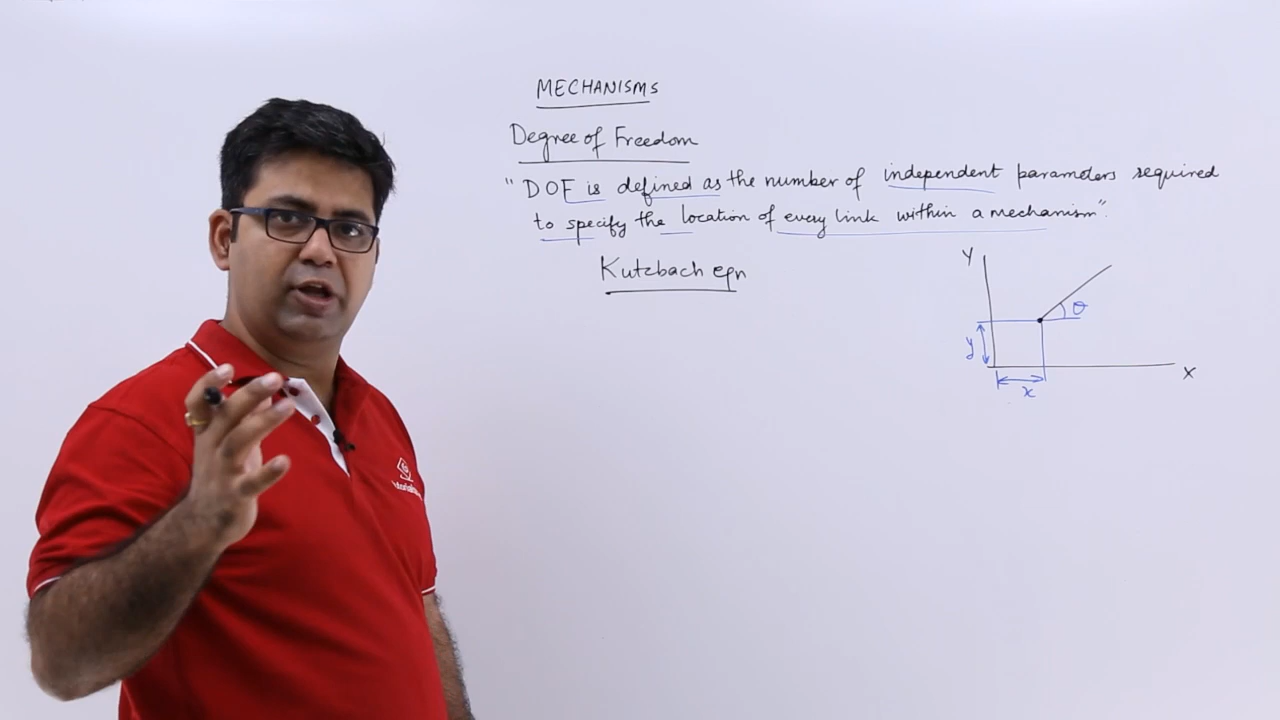 MECHANISMS
Degree of Freedom
"DOF is defined as the number of independent parameters required
to specify the location of every link within a mechanism".
Kutzbach eqn
Y
θ
y
X
x